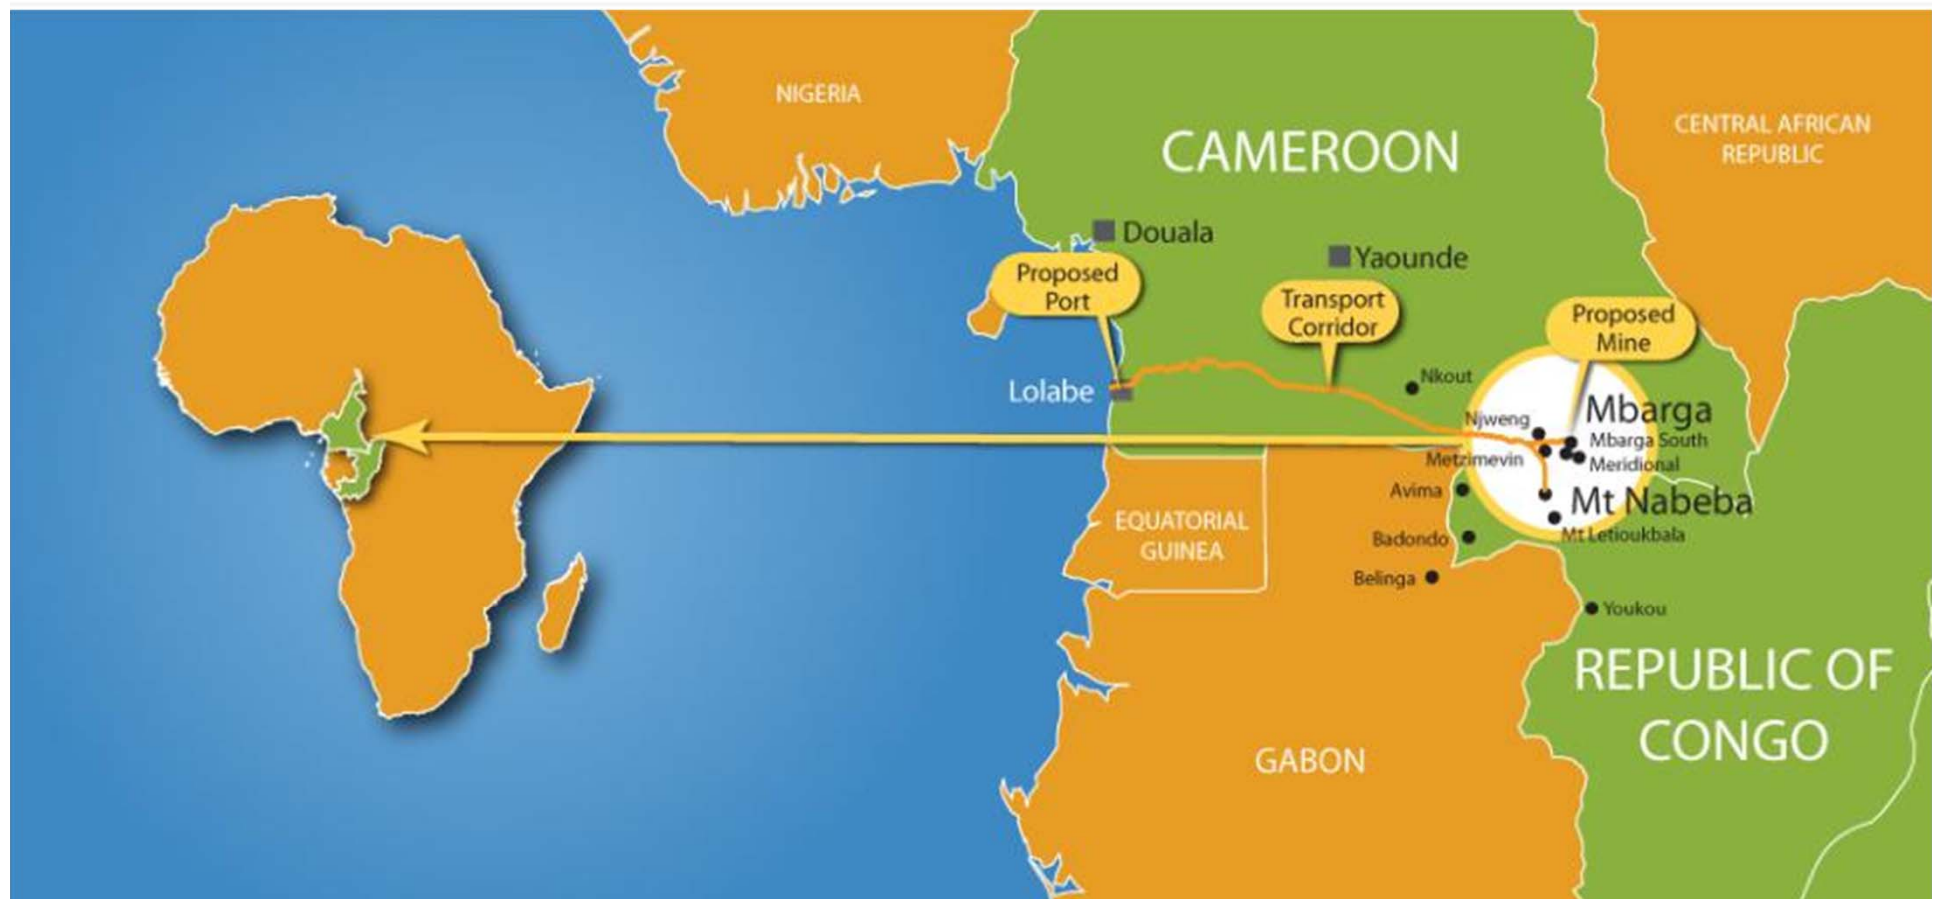 NIGERIA
CAMEROON
CENTRAL AFRICAN
REPUBLIC
Douala
Yaounde
Proposed
Port
Transport
Corridor
Proposed
Mine
Lolabe
Nkout
Njweng
Mbarga
Mbarga South
Metzimevin
Meridional
Avima
Mt Nabeba
EQUATORIAL
GUINEA
Badondo
Mt Letioukbala
Belinga
Youkou
REPUBLIC OF
CONGO
GABON